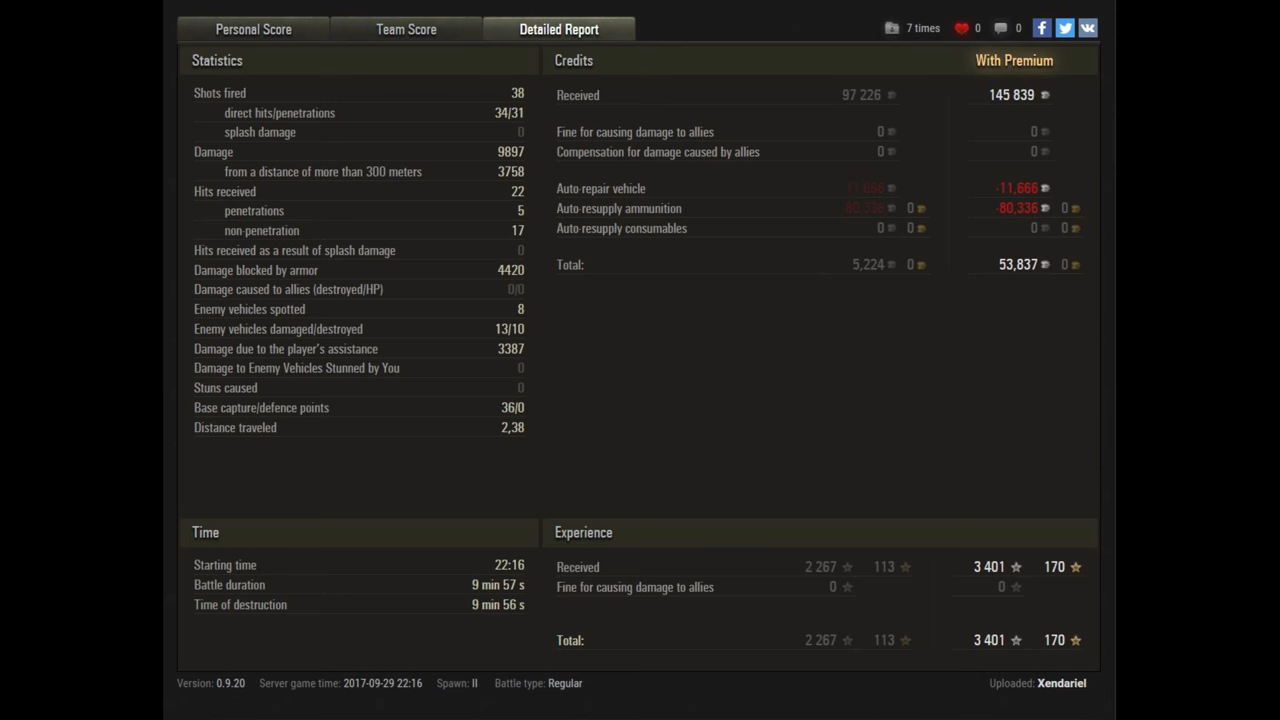 Personal Score Team Score Detailed Report 7 times 0 0
Statistics
Shots fired 38
direct hits/penetrations 34/31
splash damage 0
Damage 9897
from a distance of more than 300 meters 3758
Hits received 22
penetrations 5
non-penetration 17
Hits received as a result of splash damage 0
Damage blocked by armor 4420
Damage caused to allies (destroyed/HP) 0/0
Enemy vehicles spotted 8
Enemy vehicles damaged/destroyed 13/10
Damage due to the player's assistance 3387
Damage to Enemy Vehicles Stunned by You 0
Stuns caused 0
Base capture/defence points 36/0
Distance traveled 2,38
Credits With Premium
Received 97 226 145 839
Fine for causing damage to allies 0 0
Compensation for damage caused by allies 0 0
Auto-repair vehicle -11,666 -11,666
Auto-resupply ammunition -80,336 0 -80,336 0
Auto-resupply consumables 0 0 0 0
Total: 5,224 0 53,837 0
Time
Starting time 22:16
Battle duration 9 min 57 s
Time of destruction 9 min 56 s
Experience
Received 2 267 113 3 401 170
Fine for causing damage to allies 0 0
Total: 2 267 113 3 401 170
Version: 0.9.20 Server game time: 2017-09-29 22:16 Spawn: II Battle type: Regular Uploaded: Xendariel